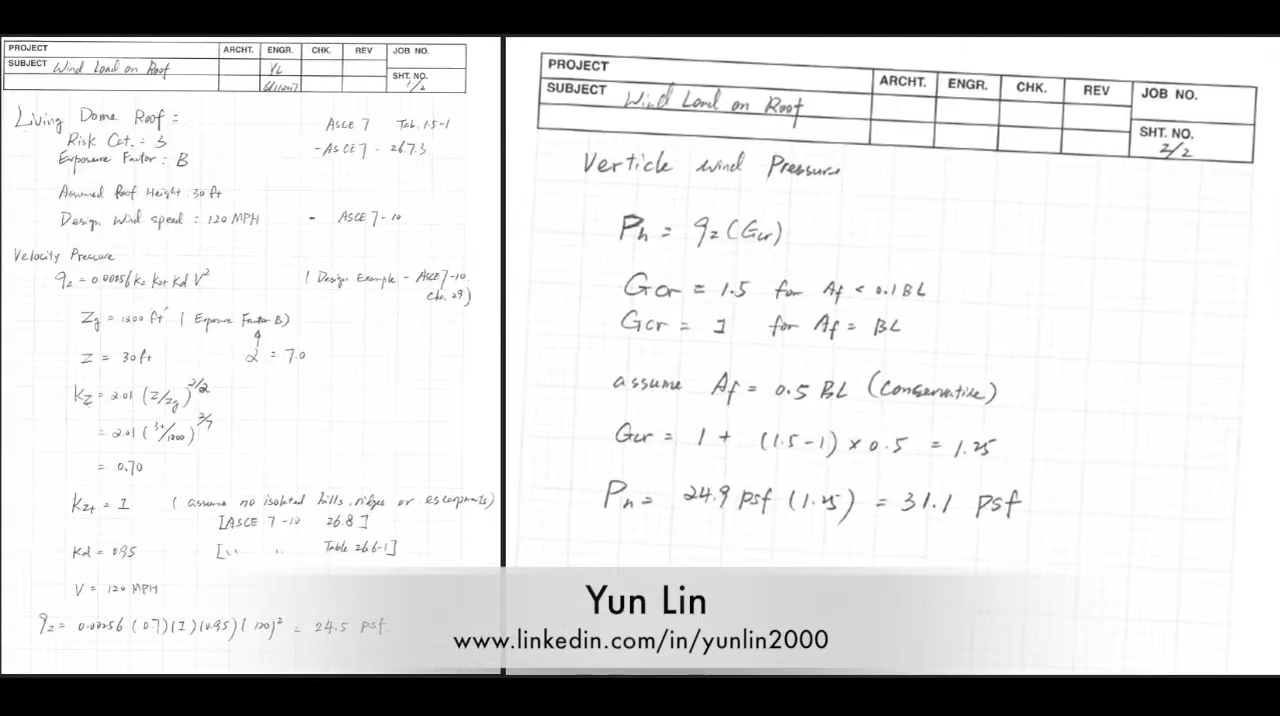 PROJECT ARCHT. ENGR. CHK. REV JOB NO.
SUBJECT Wind Load on Roof YL
SHT. NO.
1/2
Living Dome Roof =
ASCE 7 Tab. 1.5-1
Risk Cat. = 3
- ASCE 7 - 26.7.3
Exposure Factor : B
Assumed Roof Height 30 ft
Design Wind Speed : 120 MPH - ASCE 7-10
Velocity Pressure
qz = 0.00256 kz kzt kd V² ( Design Example - ASCE 7-10
Chc. 29)
Zg = 1200 ft ( Exposure Factor B)
Z = 30 ft α = 7.0
Kz = 2.01 (Z/Zg)^2/α
= 2.01 (30/1200)^2/7
= 0.70
Kzt = 1 (assume no isolated hills, ridges or escarpments)
[ASCE 7-10 26.8]
Kd = 0.95 [.. .. Table 26.6-1]
V = 120 MPH
qz = 0.00256 (0.7)(1)(0.95)(120)² = 24.5 psf
PROJECT ARCHT. ENGR. CHK. REV JOB NO.
SUBJECT Wind Load on Roof
SHT. NO.
2/2
Verticle wind Pressure
Ph = qz (Gcr)
Gcr = 1.5 for Af < 0.1 BL
Gcr = 1 for Af = BL
assume Af = 0.5 BL (Conservative)
Gcr = 1 + (1.5-1) × 0.5 = 1.25
Pn = 24.9 psf (1.25) = 31.1 psf
Yun Lin
www.linkedin.com/in/yunlin2000